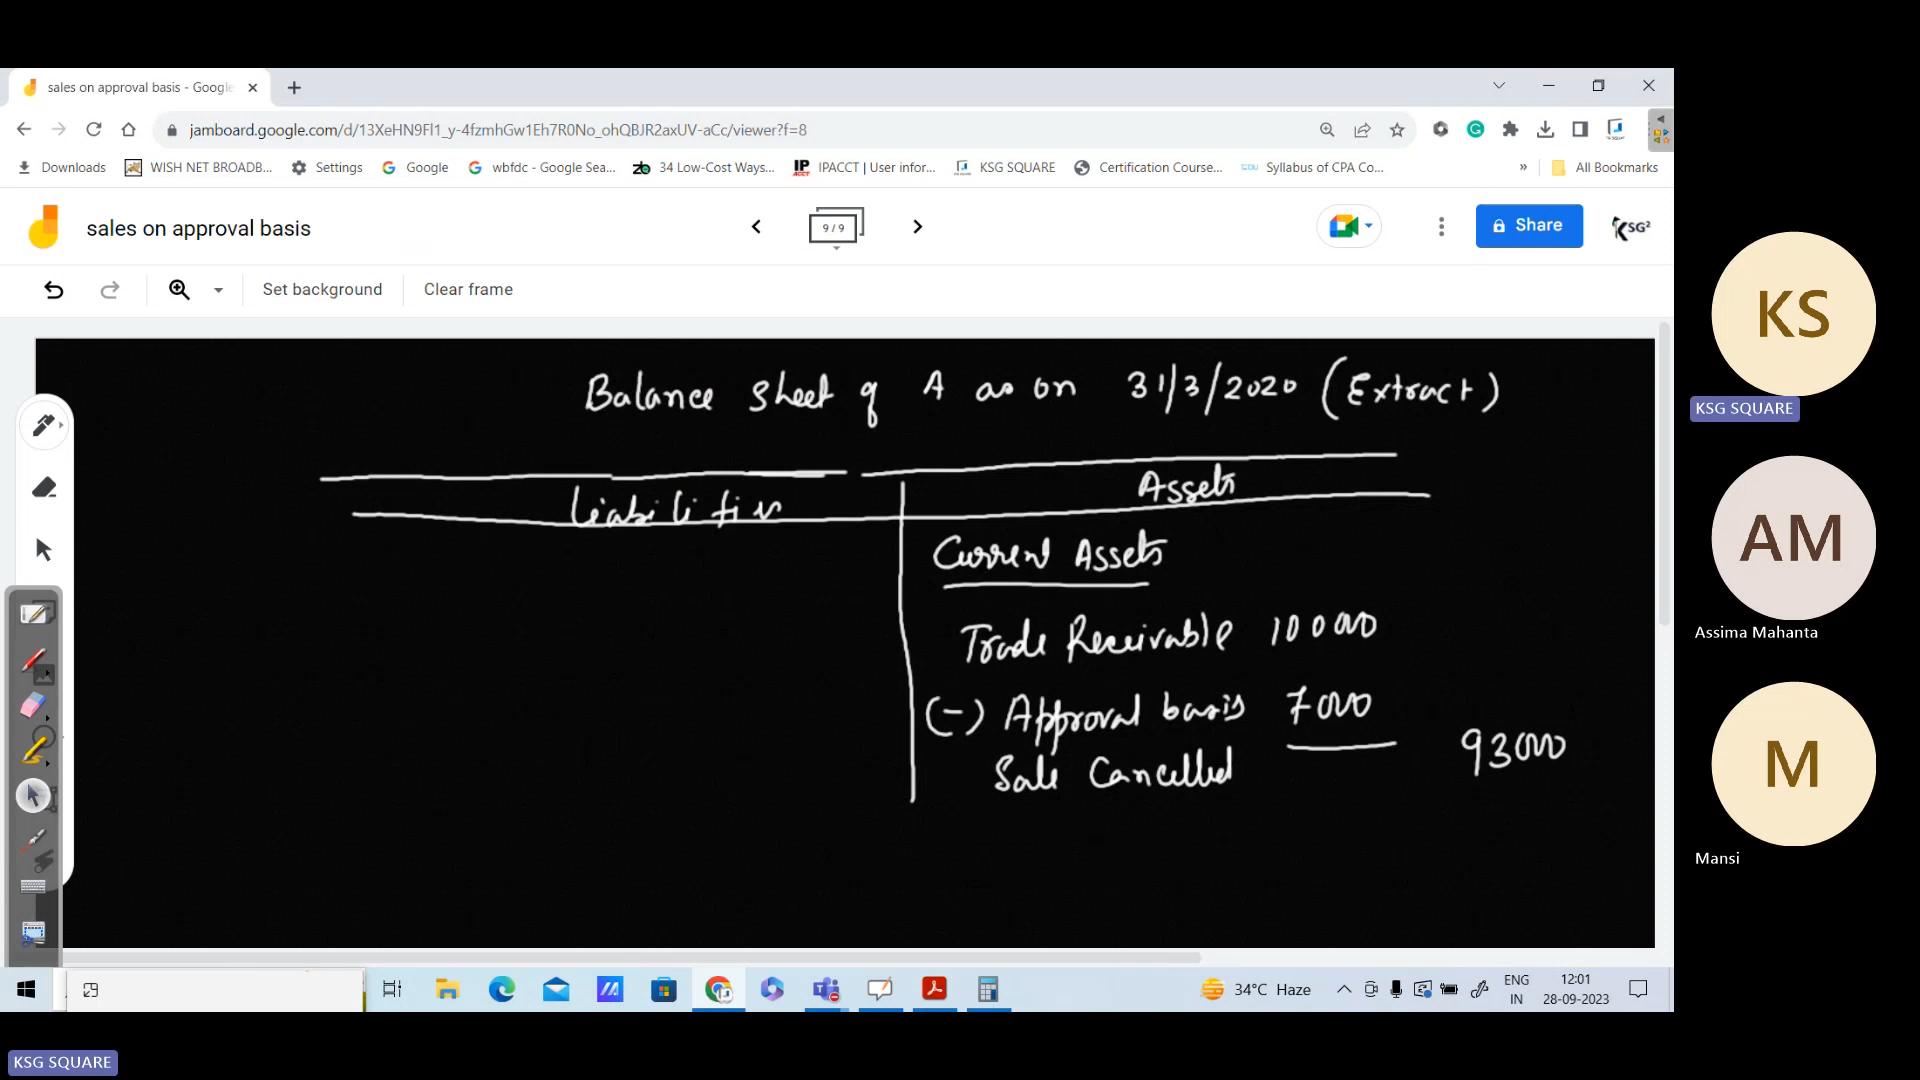 sales on approval basis - Google
jamboard.google.com/d/13XeHN9Fl1_y-4fzmhGw1Eh7R0No_ohQBJR2axUV-aCc/viewer?f=8
Downloads WISH NET BROADB... Settings Google wbfdc - Google Sea... 34 Low-Cost Ways... IPACCT | User infor... KSG SQUARE Certification Course... Syllabus of CPA Co... » All Bookmarks
sales on approval basis
9 / 9
Share
KSG²
Set background
Clear frame
Balance Sheet of A as on 31/3/2020 (Extract)
Liabilities
Assets
Current Assets
Trade Receivable 100000
(-) Approval basis 7000
Sale Cancelled
93000
KS
KSG SQUARE
AM
Assima Mahanta
M
Mansi
34°C Haze
ENG
IN
12:01
28-09-2023
KSG SQUARE